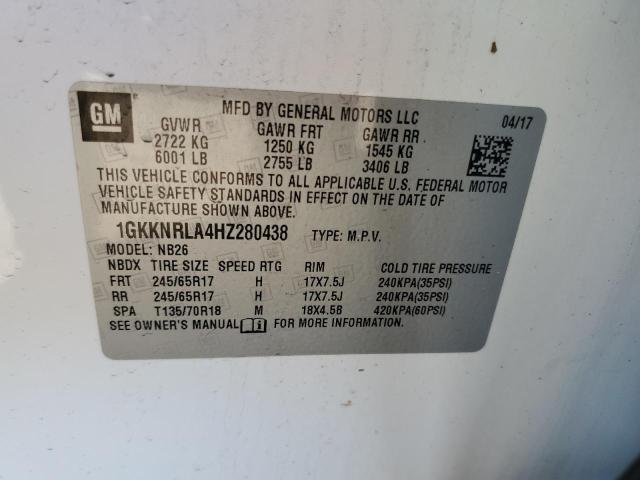 GM
MFD BY GENERAL MOTORS LLC
04/17
GVWR GAWR FRT GAWR RR
2722 KG 1250 KG 1545 KG
6001 LB 2755 LB 3406 LB
THIS VEHICLE CONFORMS TO ALL APPLICABLE U.S. FEDERAL MOTOR
VEHICLE SAFETY STANDARDS IN EFFECT ON THE DATE OF
MANUFACTURE SHOWN ABOVE.
1GKKNRLA4HZ280438 TYPE: M.P.V.
MODEL: NB26
NBDX TIRE SIZE SPEED RTG RIM COLD TIRE PRESSURE
FRT 245/65R17 H 17X7.5J 240KPA(35PSI)
RR 245/65R17 H 17X7.5J 240KPA(35PSI)
SPA T135/70R18 M 18X4.5B 420KPA(60PSI)
SEE OWNER'S MANUAL FOR MORE INFORMATION.